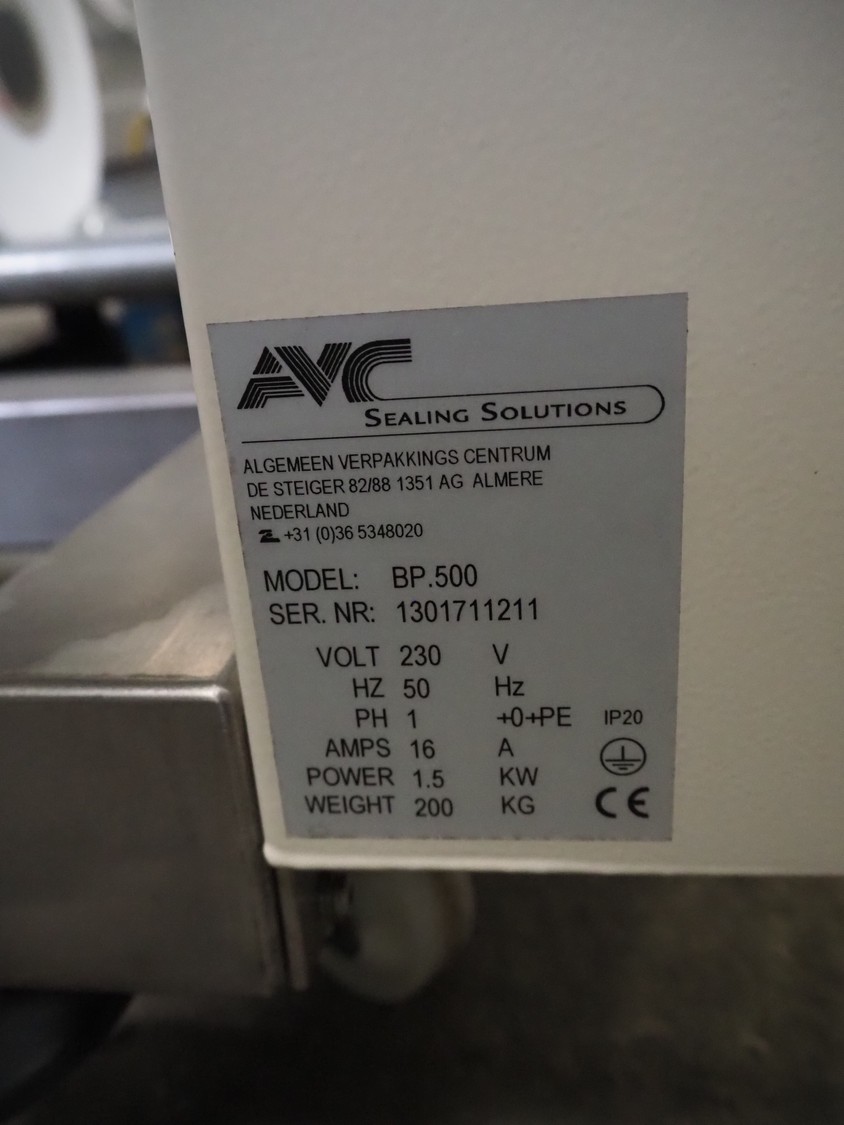 AVC
SEALING SOLUTIONS
ALGEMEEN VERPAKKINGS CENTRUM
DE STEIGER 82/88 1351 AG ALMERE
NEDERLAND
+31 (0)36 5348020
MODEL: BP.500
SER. NR: 1301711211
VOLT 230 V
HZ 50 Hz
PH 1 +0+PE IP20
AMPS 16 A
POWER 1.5 KW
WEIGHT 200 KG CE